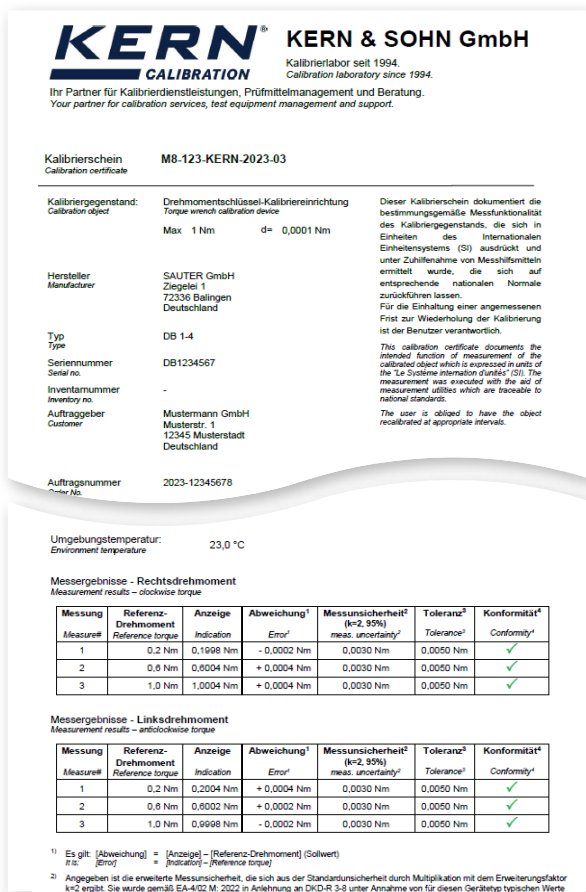 KERN®
CALIBRATION
KERN & SOHN GmbH
Kalibrierlabor seit 1994.
Calibration laboratory since 1994.
Ihr Partner für Kalibrierdienstleistungen, Prüfmittelmanagement und Beratung.
Your partner for calibration services, test equipment management and support.
Kalibrierschein M8-123-KERN-2023-03
Calibration certificate
Kalibriergegenstand: Drehmomentschlüssel-Kalibriereinrichtung
Calibration object Torque wrench calibration device
Max 1 Nm d= 0,0001 Nm
Hersteller SAUTER GmbH
Manufacturer Ziegelei 1
72336 Balingen
Deutschland
Typ DB 1-4
Type
Seriennummer DB1234567
Serial no.
Inventarnummer -
Inventory no.
Auftraggeber Mustermann GmbH
Customer Musterstr. 1
12345 Musterstadt
Deutschland
Auftragsnummer 2023-12345678
Order No.
Dieser Kalibrierschein dokumentiert die
bestimmungsgemäße Messfunktionalität
des Kalibriergegenstands, die sich in
Einheiten des Internationalen
Einheitensystems (SI) ausdrückt und
unter Zuhilfenahme von Messhilfsmitteln
ermittelt wurde, die sich auf
entsprechende nationalen Normale
zurückführen lassen.
Für die Einhaltung einer angemessenen
Frist zur Wiederholung der Kalibrierung
ist der Benutzer verantwortlich.
This calibration certificate documents the
intended function of measurement of the
calibrated object which is expressed in units of
the "Le Système internation d'unités" (SI). The
measurement was executed with the aid of
measurement utilities which are traceable to
national standards.
The user is obliged to have the object
recalibrated at appropriate intervals.
Umgebungstemperatur: 23,0 °C
Environment temperature
Messergebnisse - Rechtsdrehmoment
Measurement results – clockwise torque
Messung Referenz- Anzeige Abweichung¹ Messunsicherheit² Toleranz³ Konformität⁴
Drehmoment (k=2, 95%)
Measure# Reference torque Indication Error¹ meas. uncertainty² Tolerance³ Conformity⁴
1 0,2 Nm 0,1998 Nm - 0,0002 Nm 0,0030 Nm 0,0050 Nm ✓
2 0,6 Nm 0,6004 Nm + 0,0004 Nm 0,0030 Nm 0,0050 Nm ✓
3 1,0 Nm 1,0004 Nm + 0,0004 Nm 0,0030 Nm 0,0050 Nm ✓
Messergebnisse - Linksdrehmoment
Measurement results – anticlockwise torque
Messung Referenz- Anzeige Abweichung¹ Messunsicherheit² Toleranz³ Konformität⁴
Drehmoment (k=2, 95%)
Measure# Reference torque Indication Error¹ meas. uncertainty² Tolerance³ Conformity⁴
1 0,2 Nm 0,2004 Nm + 0,0004 Nm 0,0030 Nm 0,0050 Nm ✓
2 0,6 Nm 0,6002 Nm + 0,0002 Nm 0,0030 Nm 0,0050 Nm ✓
3 1,0 Nm 0,9998 Nm - 0,0002 Nm 0,0030 Nm 0,0050 Nm ✓
1) Es gilt: [Abweichung] = [Anzeige] – [Referenz-Drehmoment] (Sollwert)
It is: [Error] = [Indication] – [Reference torque]
2) Angegeben ist die erweiterte Messunsicherheit, die sich aus der Standardunsicherheit durch Multiplikation mit dem Erweiterungsfaktor
k=2 ergibt. Sie wurde gemäß EA-4/02 M: 2022 in Anlehnung an DKD-R 3-8 unter Annahme von für diesen Gerätetyp typischen Werte